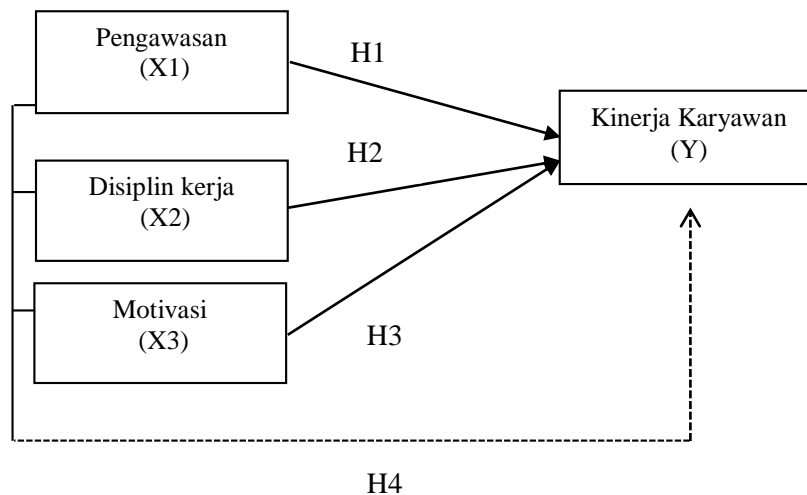 Pengawasan
(X1)
H1
Kinerja Karyawan
(Y)
H2
Disiplin kerja
(X2)
Motivasi
(X3)
H3
H4